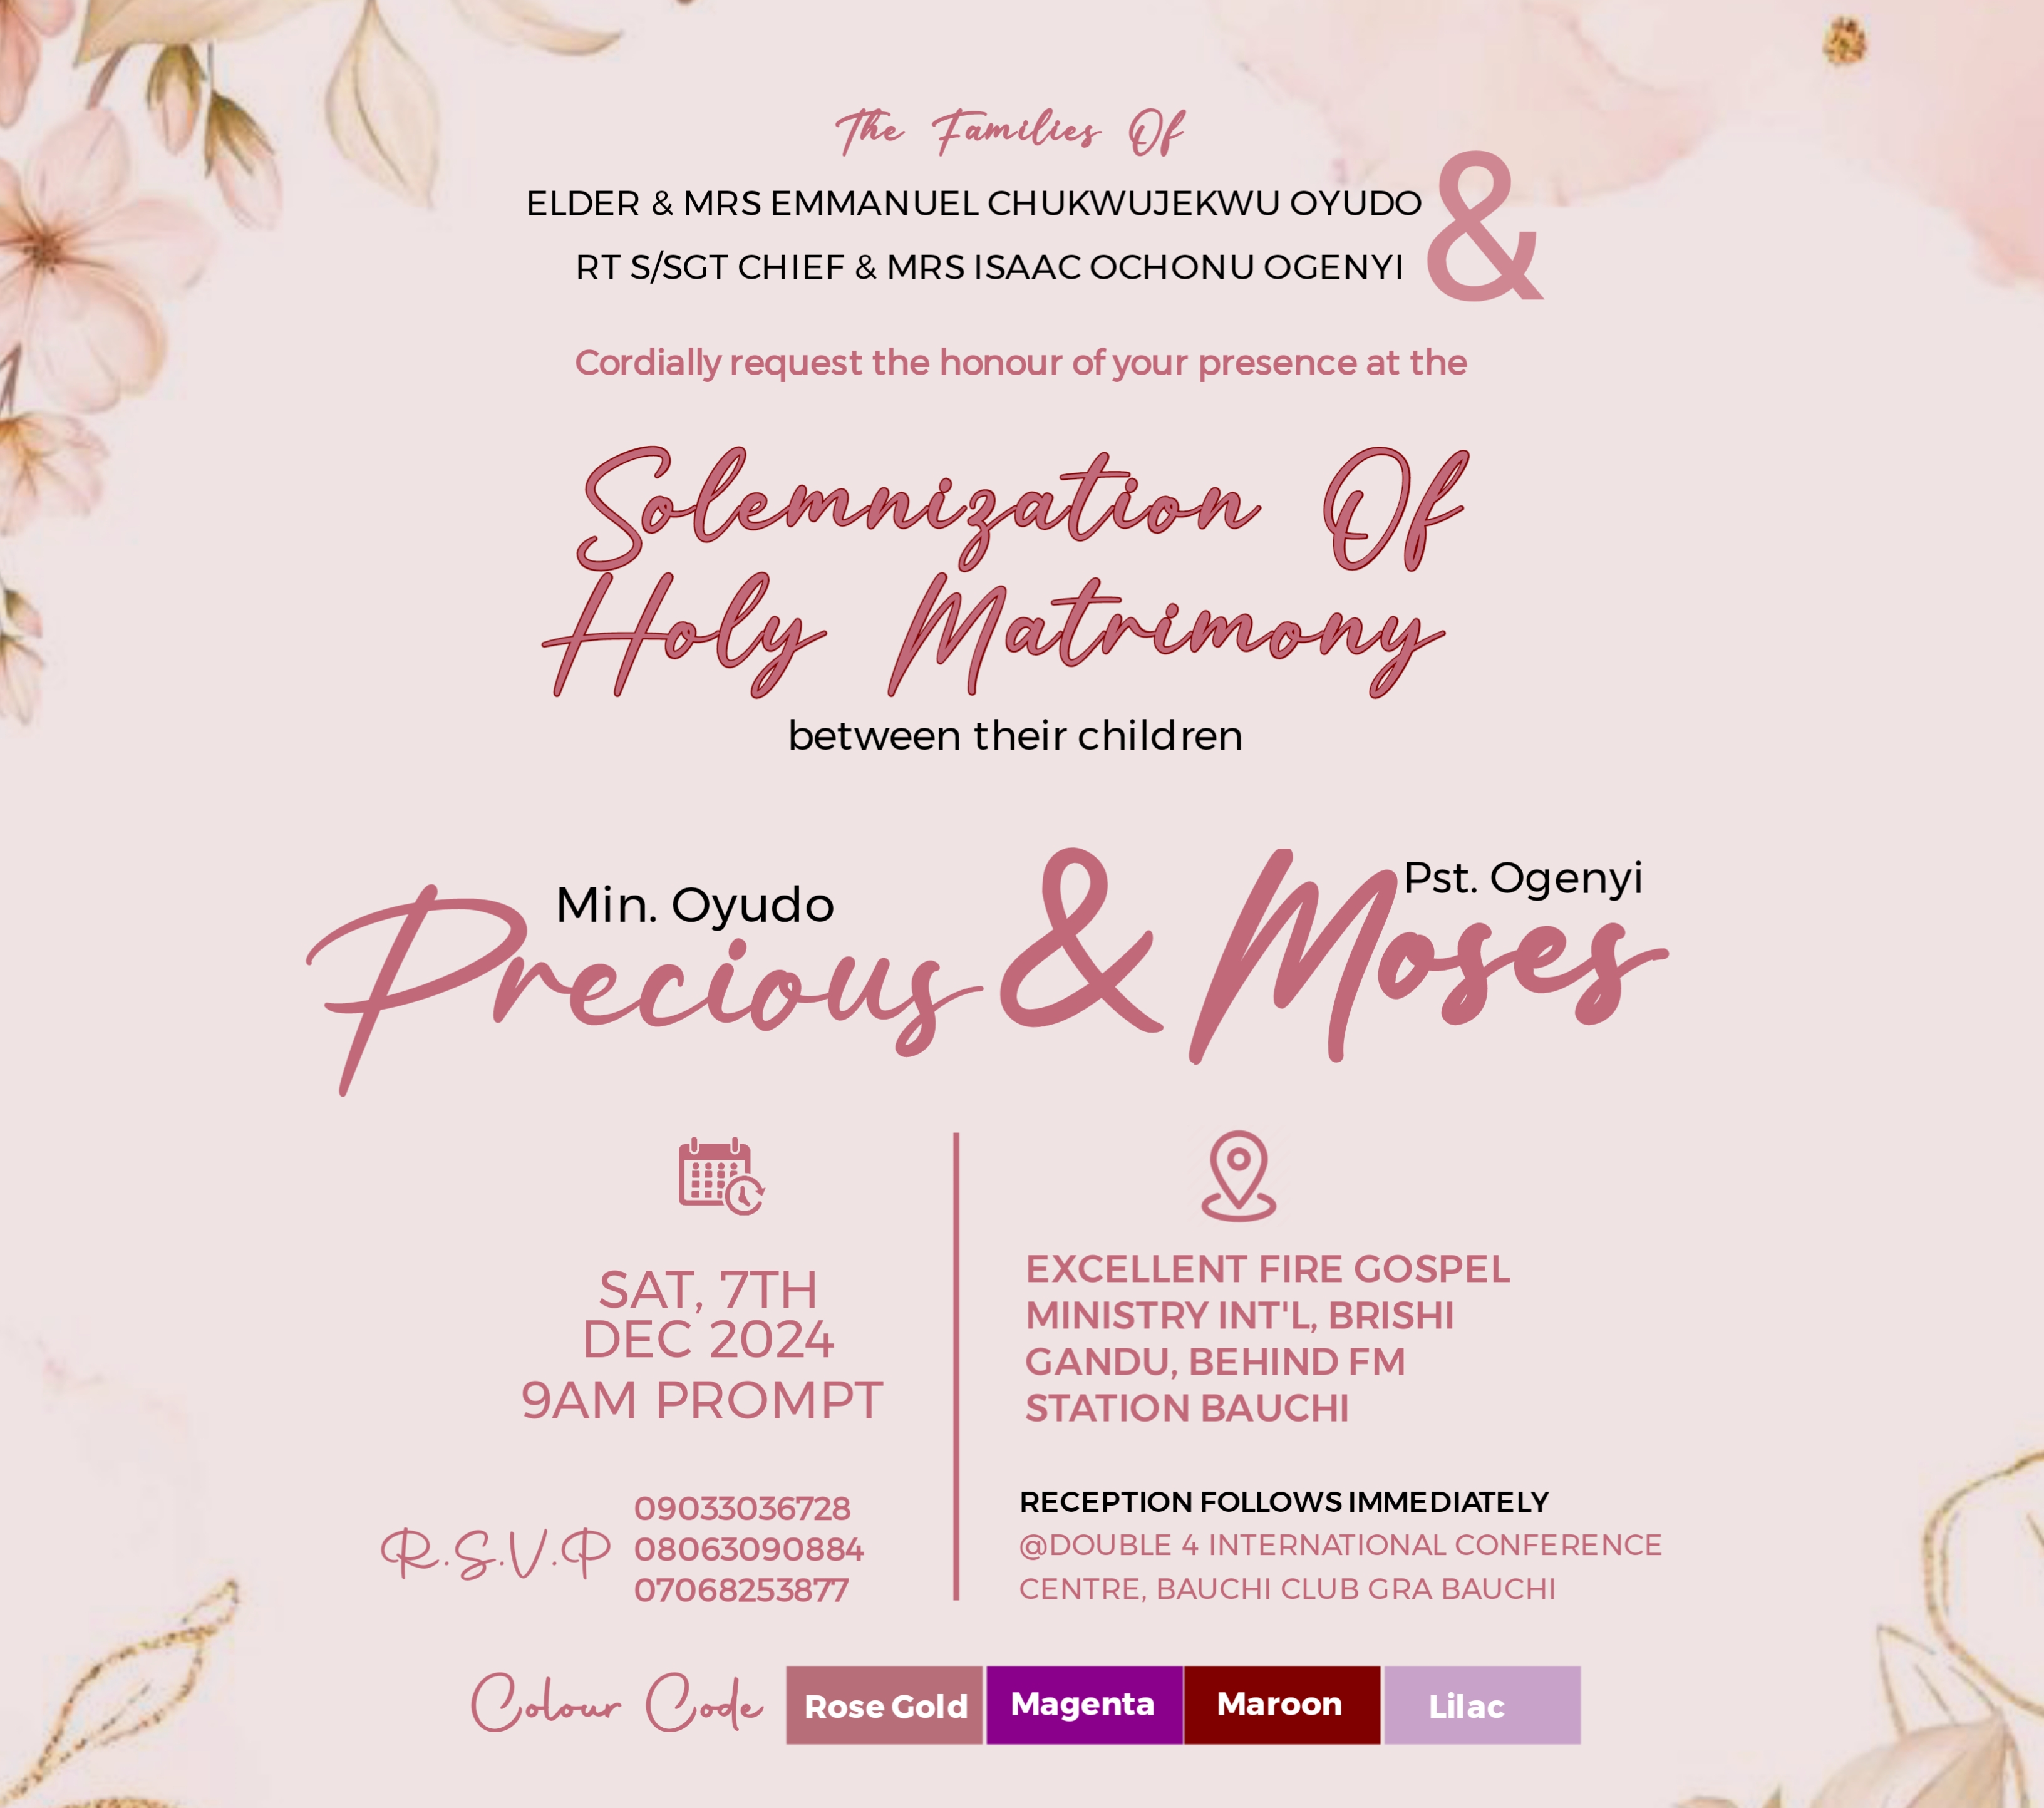 The Families Of
ELDER & MRS EMMANUEL CHUKWUJEKWU OYUDO
&
RT S/SGT CHIEF & MRS ISAAC OCHONU OGENYI
Cordially request the honour of your presence at the
Solemnization Of
Holy Matrimony
between their children
Min. Oyudo
Precious
&
Pst. Ogenyi
Moses
SAT, 7TH
DEC 2024
9AM PROMPT
EXCELLENT FIRE GOSPEL
MINISTRY INT'L, BRISHI
GANDU, BEHIND FM
STATION BAUCHI
R.S.V.P
09033036728
08063090884
07068253877
RECEPTION FOLLOWS IMMEDIATELY
@DOUBLE 4 INTERNATIONAL CONFERENCE
CENTRE, BAUCHI CLUB GRA BAUCHI
Colour Code
Rose Gold
Magenta
Maroon
Lilac